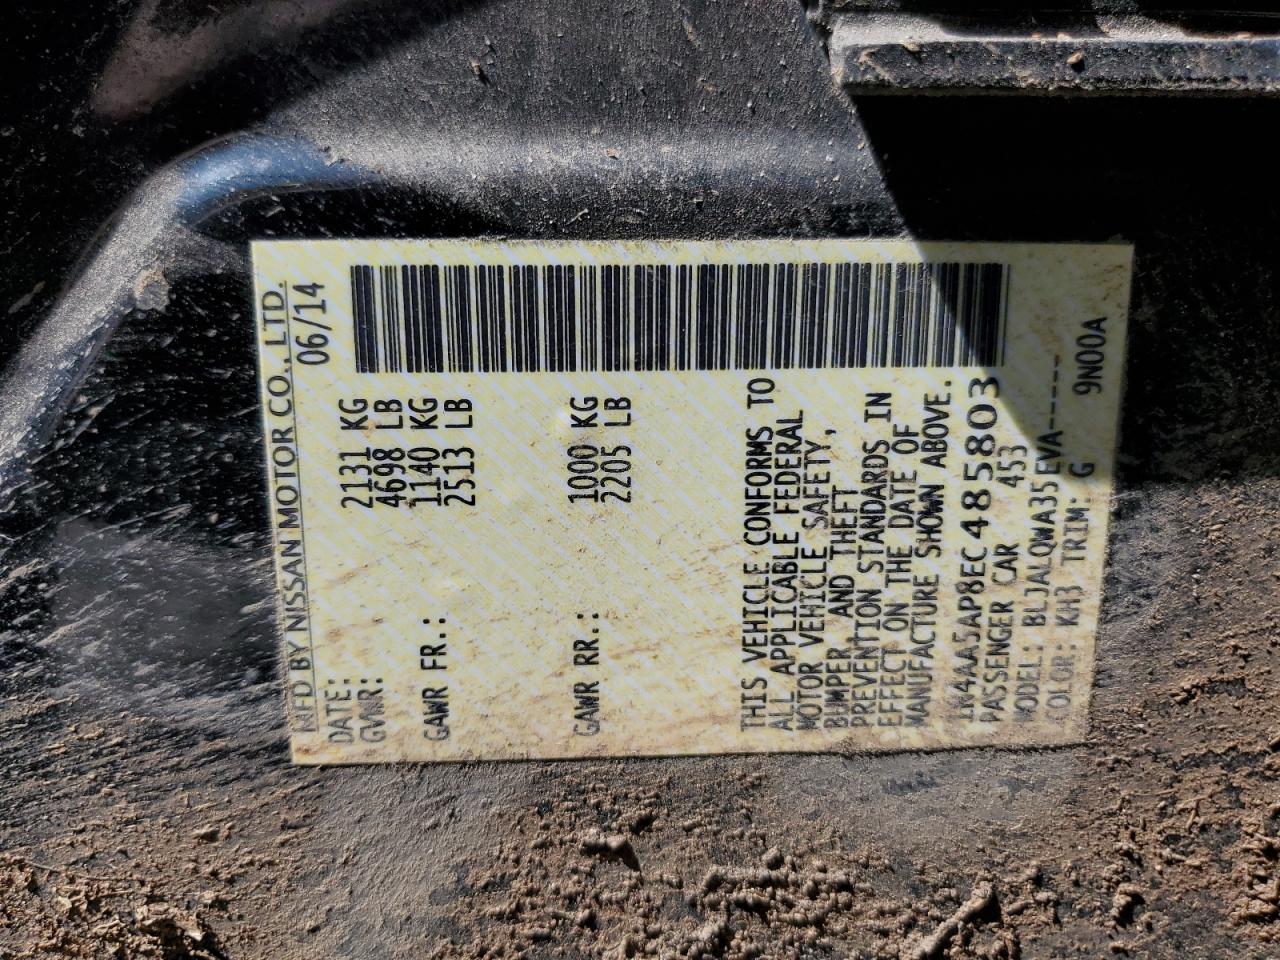 MFD BY NISSAN MOTOR CO., LTD.
DATE: 06/14
GVWR: 2131 KG
4698 LB
GAWR FR.: 1140 KG
2513 LB
GAWR RR.: 1000 KG
2205 LB
THIS VEHICLE CONFORMS TO
ALL APPLICABLE FEDERAL
MOTOR VEHICLE SAFETY,
BUMPER AND THEFT
PREVENTION STANDARDS IN
EFFECT ON THE DATE OF
MANUFACTURE SHOWN ABOVE.
1N4AA5AP8EC485803
PASSENGER CAR 453
MODEL: BLJALQWA35EVA-----
COLOR: KH3 TRIM: G 9N00A